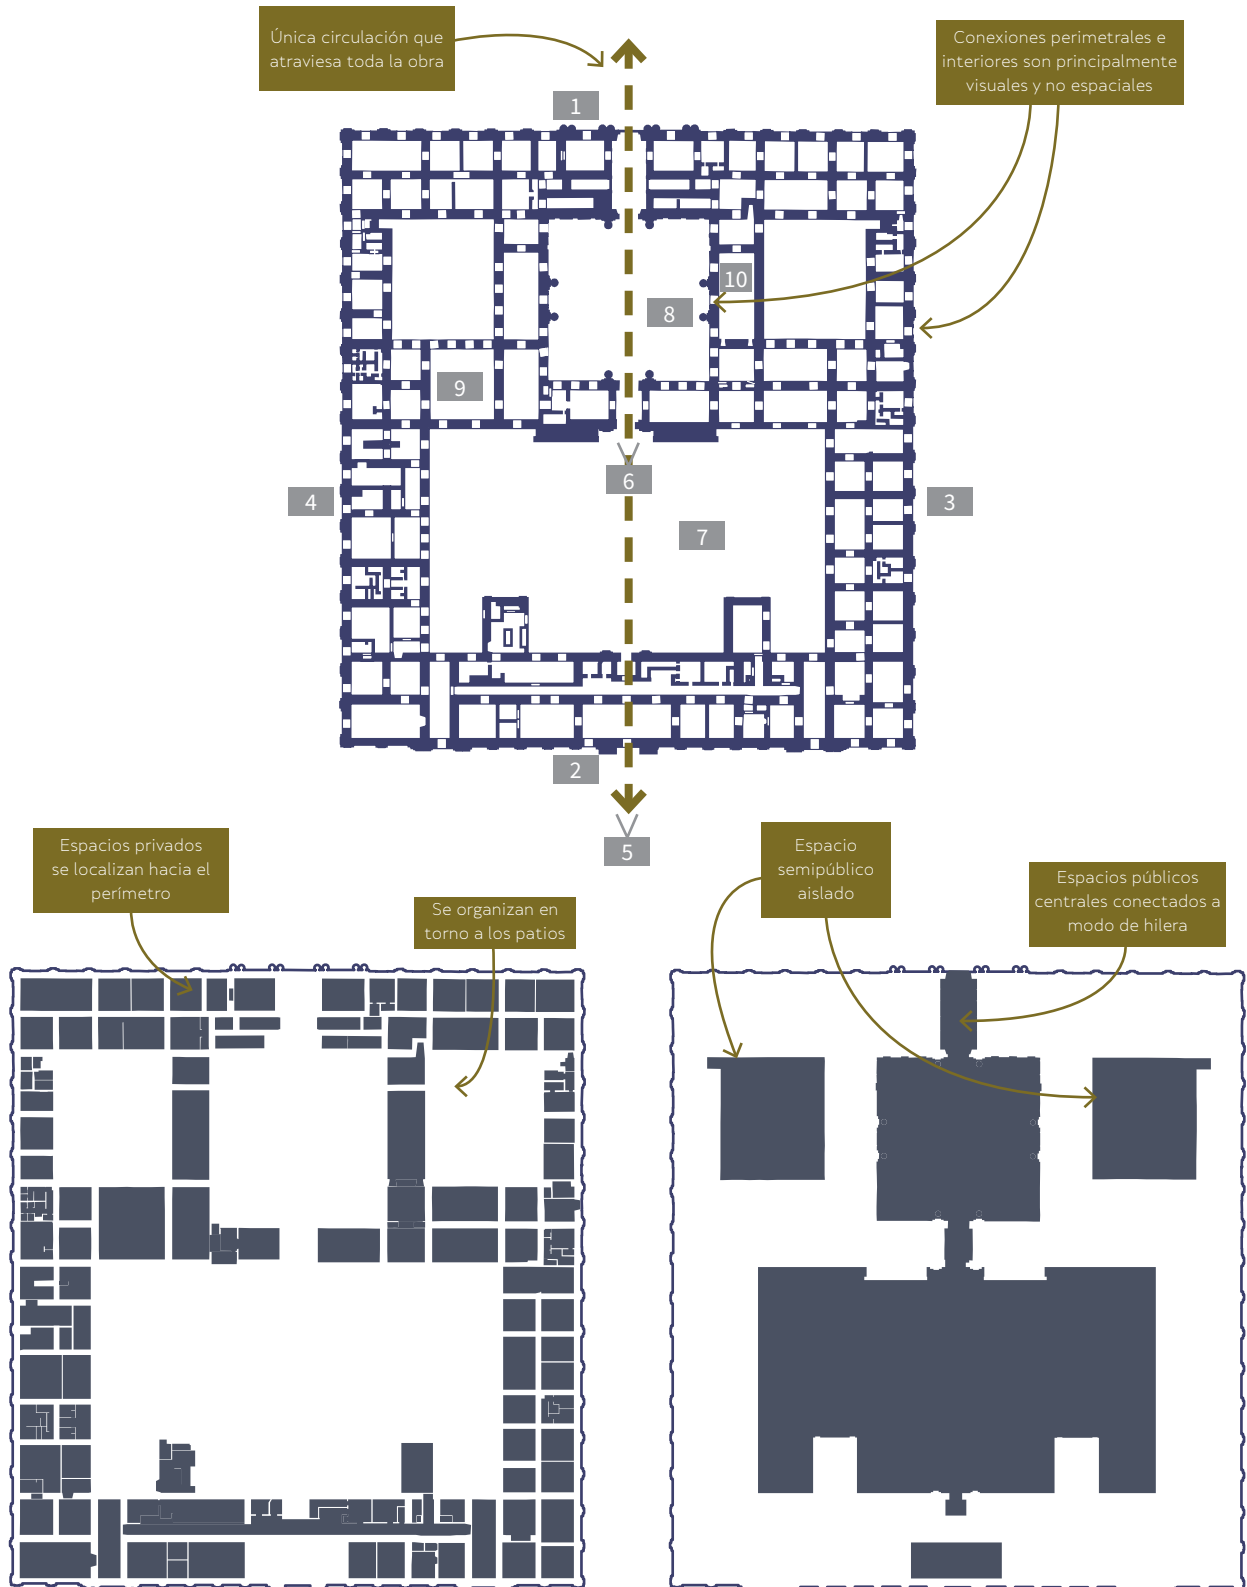 Única circulación que
atraviesa toda la obra
Conexiones perimetrales e
interiores son principalmente
visuales y no espaciales
1
10
8
9
6
4
3
7
2
5
Espacios privados
se localizan hacia el
perímetro
Se organizan en
torno a los patios
Espacio
semipúblico
aislado
Espacios públicos
centrales conectados a
modo de hilera